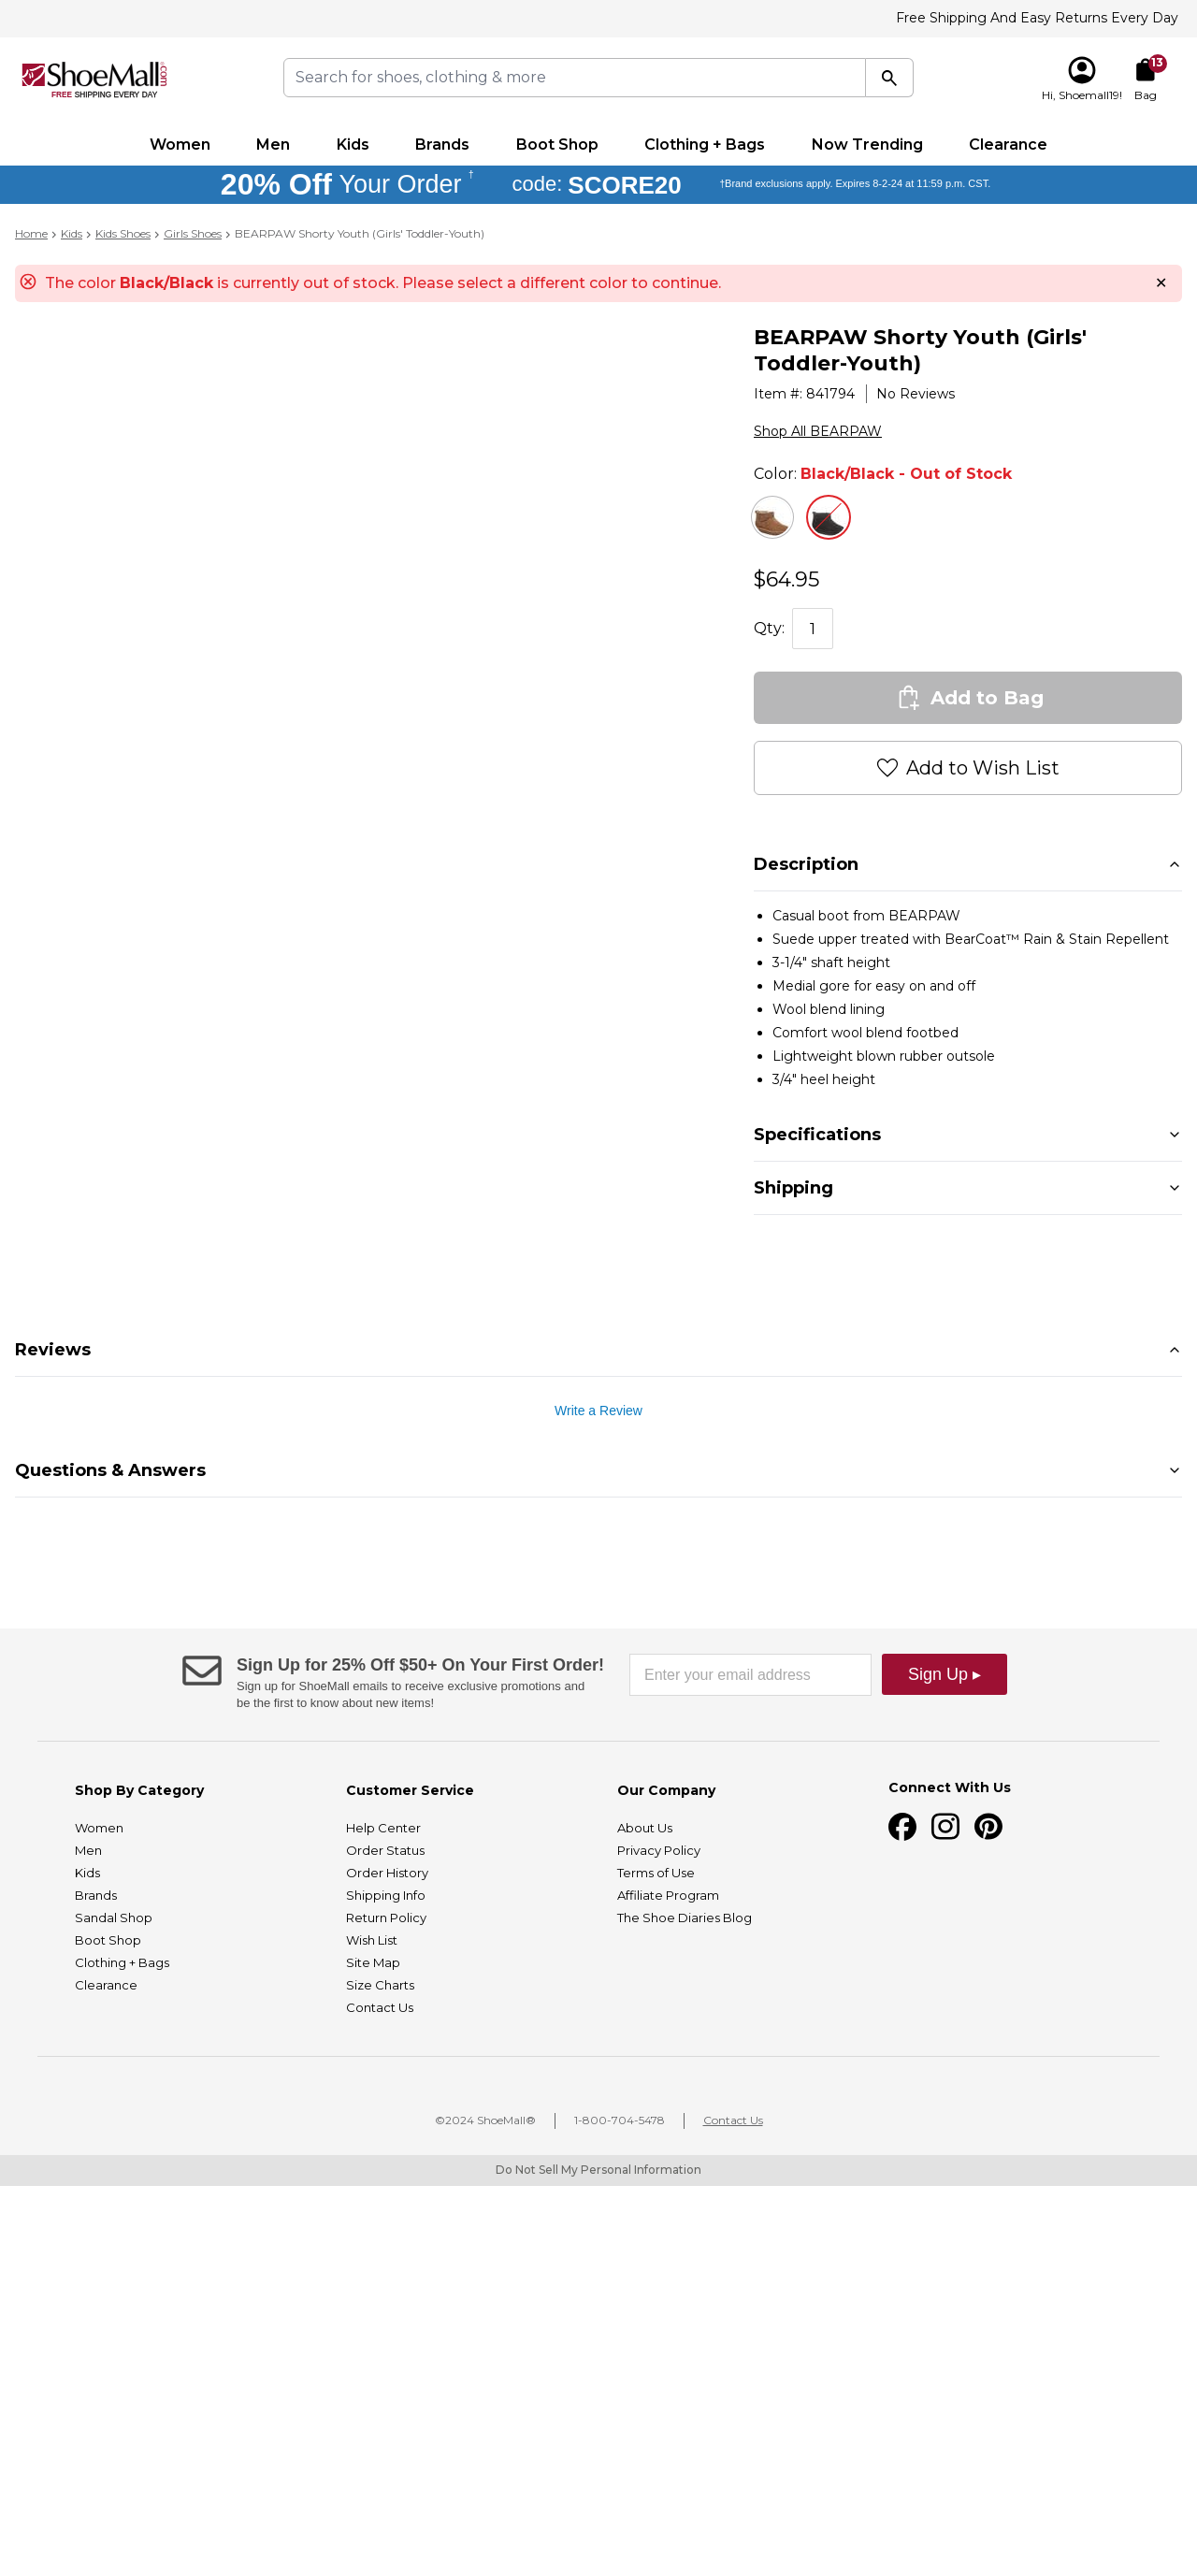 Free Shipping And Easy Returns Every Day
ShoeMall.com
FREE SHIPPING EVERY DAY
Search for shoes, clothing & more
Hi, Shoemall19!
13
Bag
Women Men Kids Brands Boot Shop Clothing + Bags Now Trending Clearance
20% Off Your Order † code: SCORE20 †Brand exclusions apply. Expires 8-2-24 at 11:59 p.m. CST.
Home > Kids > Kids Shoes > Girls Shoes > BEARPAW Shorty Youth (Girls' Toddler-Youth)
The color Black/Black is currently out of stock. Please select a different color to continue.
BEARPAW Shorty Youth (Girls'
Toddler-Youth)
Item #: 841794 | No Reviews
Shop All BEARPAW
Color: Black/Black - Out of Stock
$64.95
Qty: 1
Add to Bag
Add to Wish List
Description
• Casual boot from BEARPAW
• Suede upper treated with BearCoat™ Rain & Stain Repellent
• 3-1/4" shaft height
• Medial gore for easy on and off
• Wool blend lining
• Comfort wool blend footbed
• Lightweight blown rubber outsole
• 3/4" heel height
Specifications
Shipping
Reviews
Write a Review
Questions & Answers
Sign Up for 25% Off $50+ On Your First Order!
Sign up for ShoeMall emails to receive exclusive promotions and
be the first to know about new items!
Enter your email address
Sign Up ▸
Shop By Category
Women
Men
Kids
Brands
Sandal Shop
Boot Shop
Clothing + Bags
Clearance
Customer Service
Help Center
Order Status
Order History
Shipping Info
Return Policy
Wish List
Site Map
Size Charts
Contact Us
Our Company
About Us
Privacy Policy
Terms of Use
Affiliate Program
The Shoe Diaries Blog
Connect With Us
©2024 ShoeMall® | 1-800-704-5478 | Contact Us
Do Not Sell My Personal Information